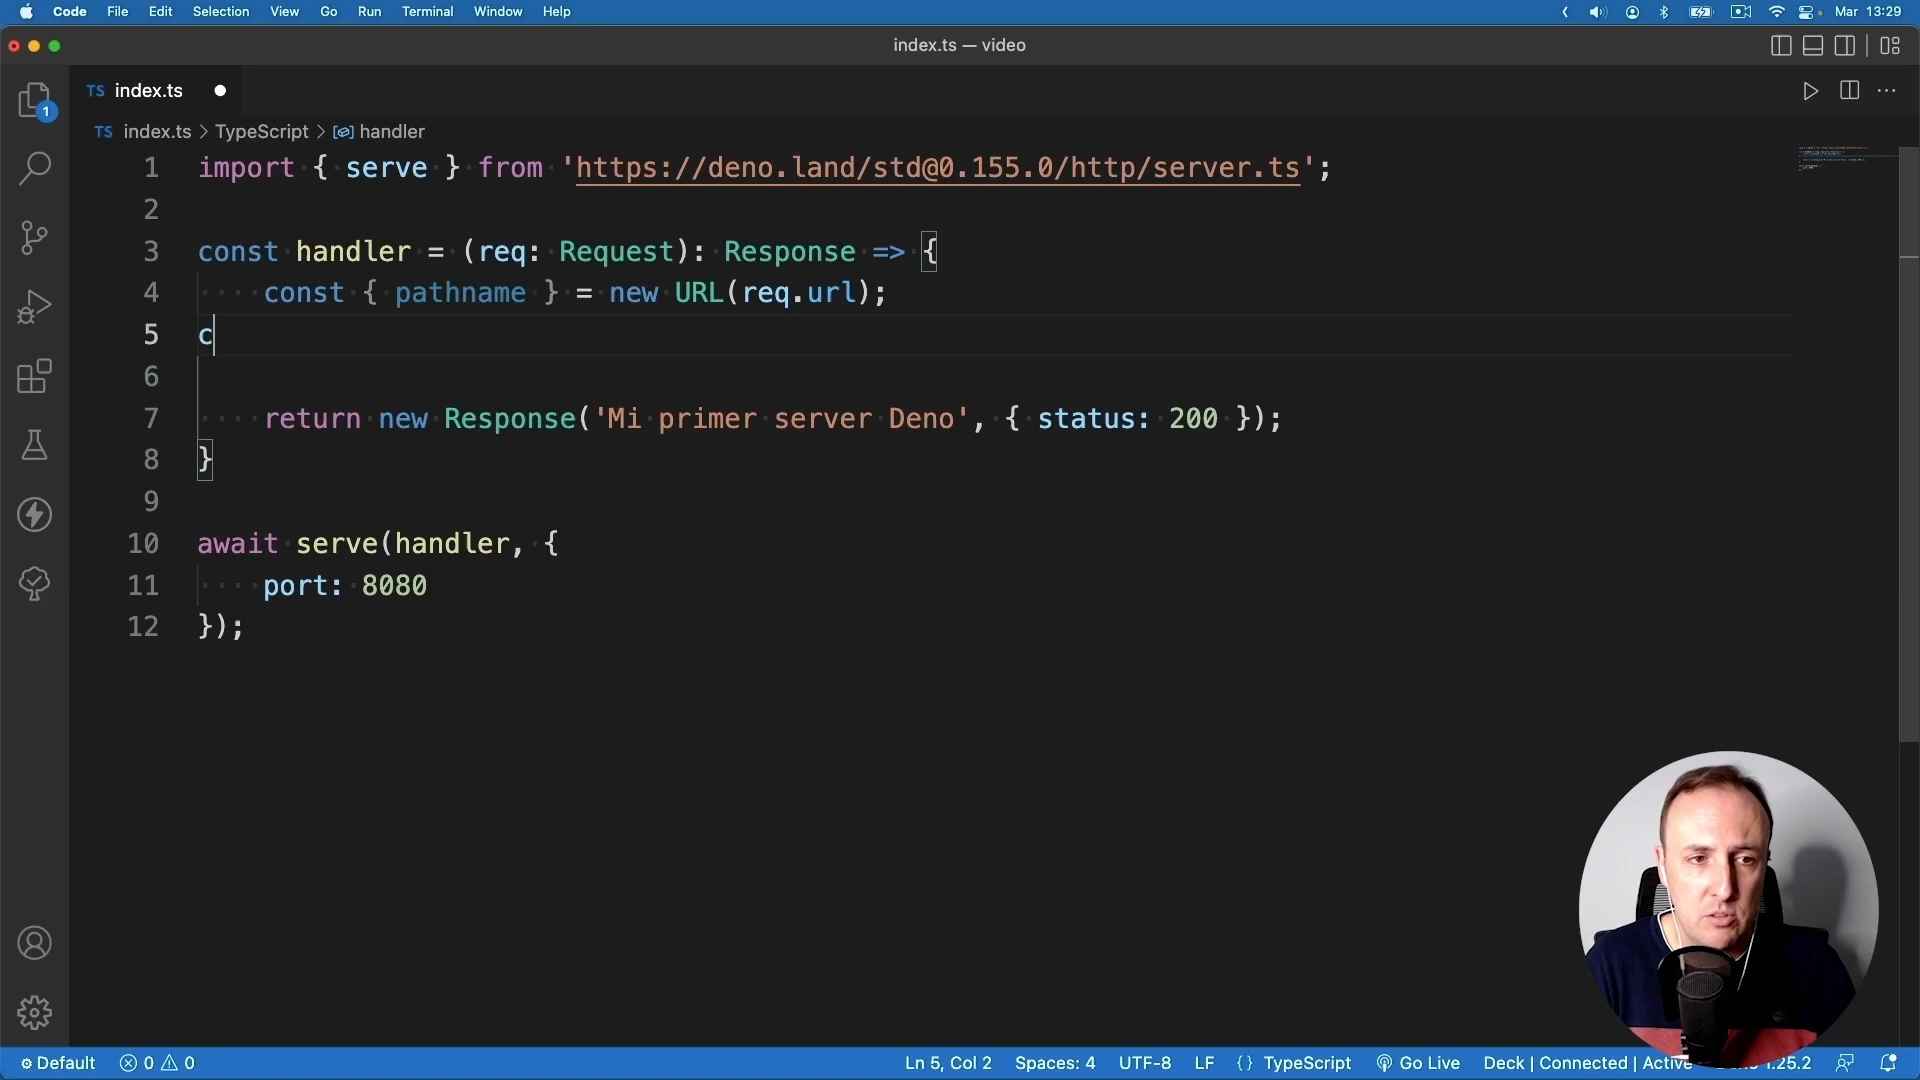 Code File Edit Selection View Go Run Terminal Window Help Mar 13:29
index.ts — video
TS index.ts
1
TS index.ts > TypeScript > handler
1 import { serve } from 'https://deno.land/std@0.155.0/http/server.ts';
2
3 const handler = (req: Request): Response => {
4 const { pathname } = new URL(req.url);
5 c
6
7 return new Response('Mi primer server Deno', { status: 200 });
8 }
9
10 await serve(handler, {
11 port: 8080
12 });
Default 0 0 Ln 5, Col 2 Spaces: 4 UTF-8 LF {} TypeScript Go Live Deck | Connected | Active 1.25.2